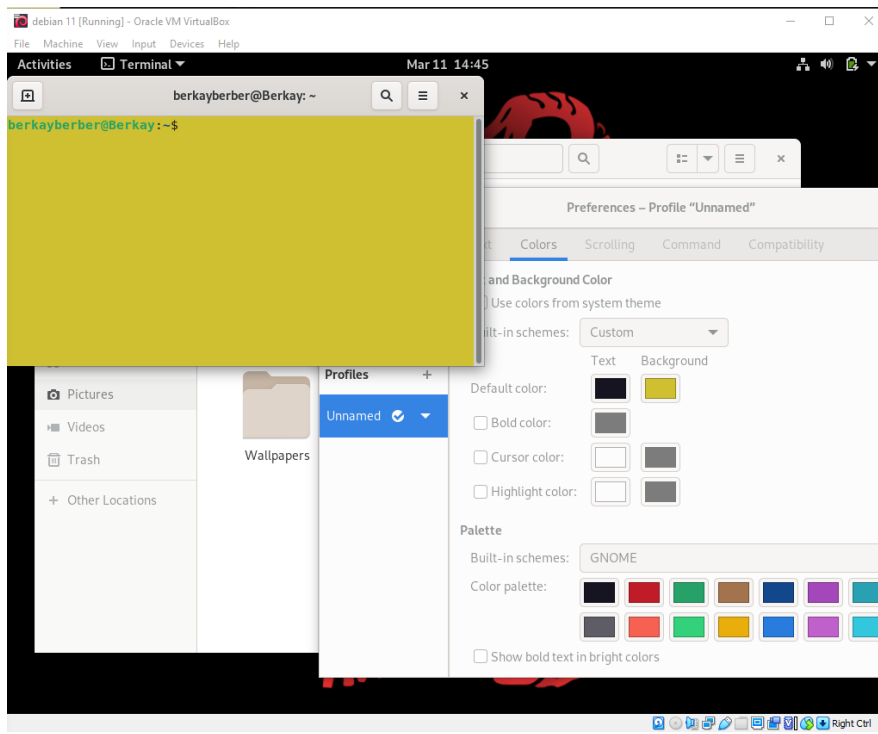 debian 11 [Running] - Oracle VM VirtualBox
File Machine View Input Devices Help
Activities Terminal Mar 11 14:45
berkayberber@Berkay: ~
berkayberber@Berkay:~$
Preferences – Profile “Unnamed”
Colors Scrolling Command Compatibility
and Background Color
Use colors from system theme
schemes: Custom
Text Background
Default color:
Bold color:
Cursor color:
Highlight color:
Palette
Built-in schemes: GNOME
Color palette:
Show bold text in bright colors
Profiles
Unnamed
Pictures
Videos
Trash
+ Other Locations
Wallpapers
Right Ctrl